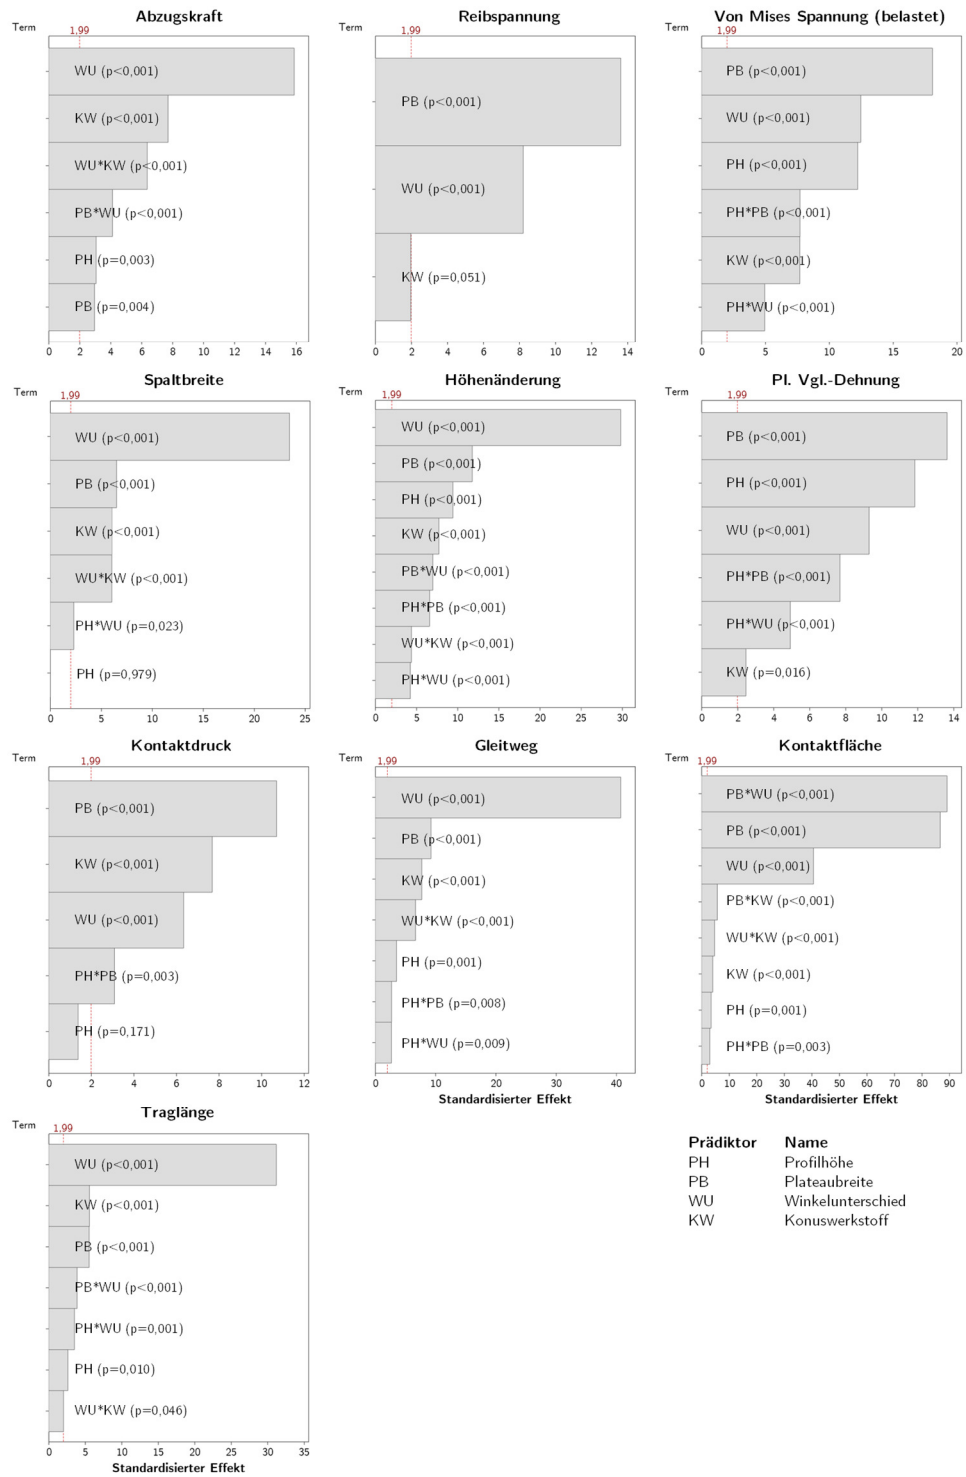 Abzugskraft
Term
1,99
WU (p<0,001)
KW (p<0,001)
WU*KW (p<0,001)
PB*WU (p<0,001)
PH (p=0,003)
PB (p=0,004)
0 2 4 6 8 10 12 14 16
Reibspannung
Term
1,99
PB (p<0,001)
WU (p<0,001)
KW (p=0,051)
0 2 4 6 8 10 12 14
Von Mises Spannung (belastet)
Term
1,99
PB (p<0,001)
WU (p<0,001)
PH (p<0,001)
PH*PB (p<0,001)
KW (p<0,001)
PH*WU (p<0,001)
0 5 10 15 20
Spaltbreite
Term
1,99
WU (p<0,001)
PB (p<0,001)
KW (p<0,001)
WU*KW (p<0,001)
PH*WU (p=0,023)
PH (p=0,979)
0 5 10 15 20 25
Höhenänderung
Term
1,99
WU (p<0,001)
PB (p<0,001)
PH (p<0,001)
KW (p<0,001)
PB*WU (p<0,001)
PH*PB (p<0,001)
WU*KW (p<0,001)
PH*WU (p<0,001)
0 5 10 15 20 25 30
Pl. Vgl.-Dehnung
Term
1,99
PB (p<0,001)
PH (p<0,001)
WU (p<0,001)
PH*PB (p<0,001)
PH*WU (p<0,001)
KW (p=0,016)
0 2 4 6 8 10 12 14
Kontaktdruck
Term
1,99
PB (p<0,001)
KW (p<0,001)
WU (p<0,001)
PH*PB (p=0,003)
PH (p=0,171)
0 2 4 6 8 10 12
Gleitweg
Term
1,99
WU (p<0,001)
PB (p<0,001)
KW (p<0,001)
WU*KW (p<0,001)
PH (p=0,001)
PH*PB (p=0,008)
PH*WU (p=0,009)
0 10 20 30 40
Standardisierter Effekt
Kontaktfläche
Term
1,99
PB*WU (p<0,001)
PB (p<0,001)
WU (p<0,001)
PB*KW (p<0,001)
WU*KW (p<0,001)
KW (p<0,001)
PH (p=0,001)
PH*PB (p=0,003)
0 10 20 30 40 50 60 70 80 90
Standardisierter Effekt
Traglänge
Term
1,99
WU (p<0,001)
KW (p<0,001)
PB (p<0,001)
PB*WU (p<0,001)
PH*WU (p=0,001)
PH (p=0,010)
WU*KW (p=0,046)
0 5 10 15 20 25 30 35
Standardisierter Effekt
Prädiktor Name
PH Profilhöhe
PB Plateaubreite
WU Winkelunterschied
KW Konuswerkstoff